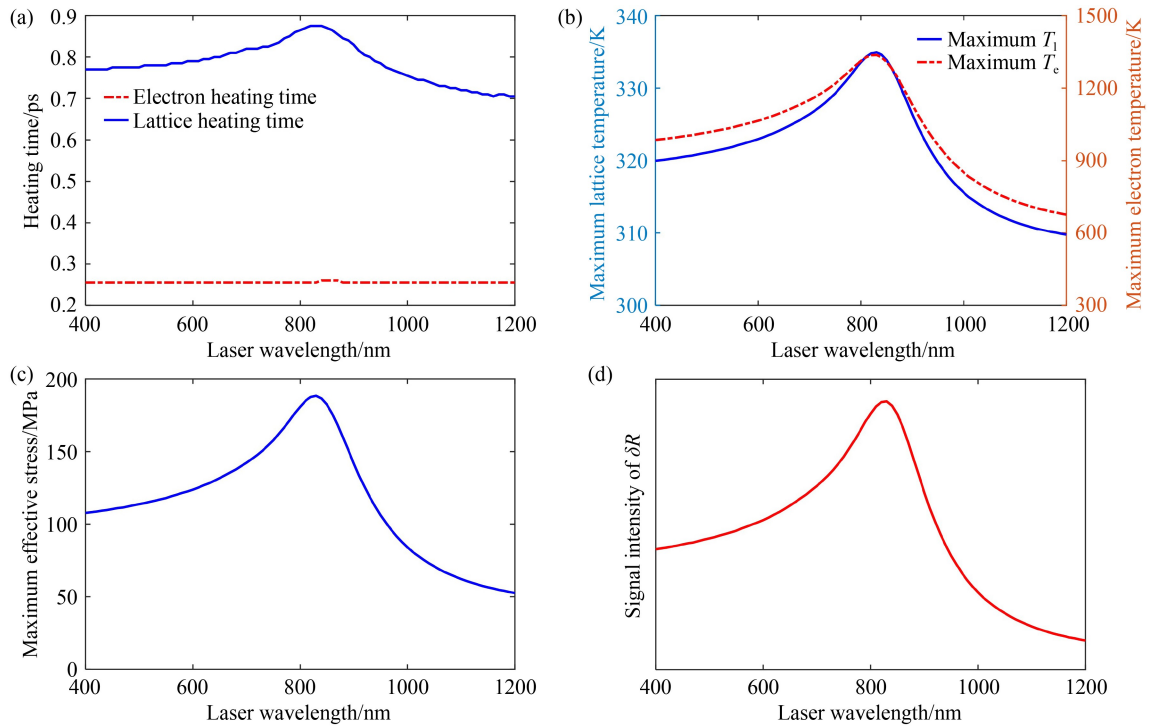 (a)
0.9
0.8
0.7
0.6
0.5
0.4
0.3
0.2
Heating time/ps
Electron heating time
Lattice heating time
400 600 800 1000 1200
Laser wavelength/nm
(b)
340
330
320
310
300
Maximum lattice temperature/K
Maximum Tl
Maximum Te
1500
1200
900
600
300
Maximum electron temperature/K
400 600 800 1000 1200
Laser wavelength/nm
(c)
200
150
100
50
0
Maximum effective stress/MPa
400 600 800 1000 1200
Laser wavelength/nm
(d)
Signal intensity of δR
400 600 800 1000 1200
Laser wavelength/nm